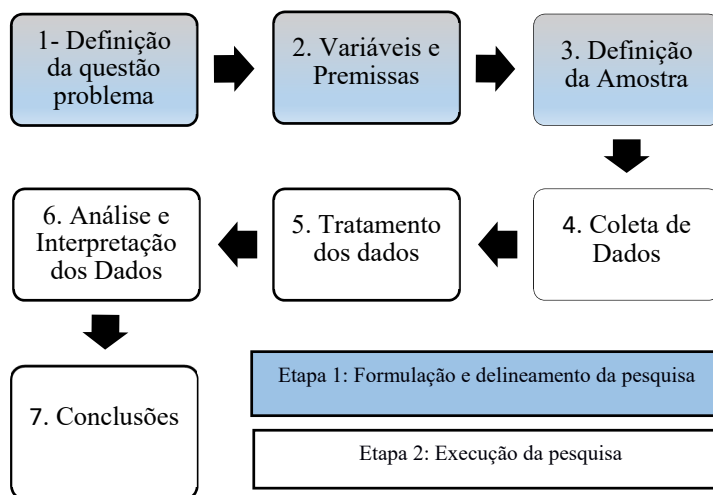 1- Definição
da questão
problema
2. Variáveis e
Premissas
3. Definição
da Amostra
4. Coleta de
Dados
5. Tratamento
dos dados
6. Análise e
Interpretação
dos Dados
7. Conclusões
Etapa 1: Formulação e delineamento da pesquisa
Etapa 2: Execução da pesquisa